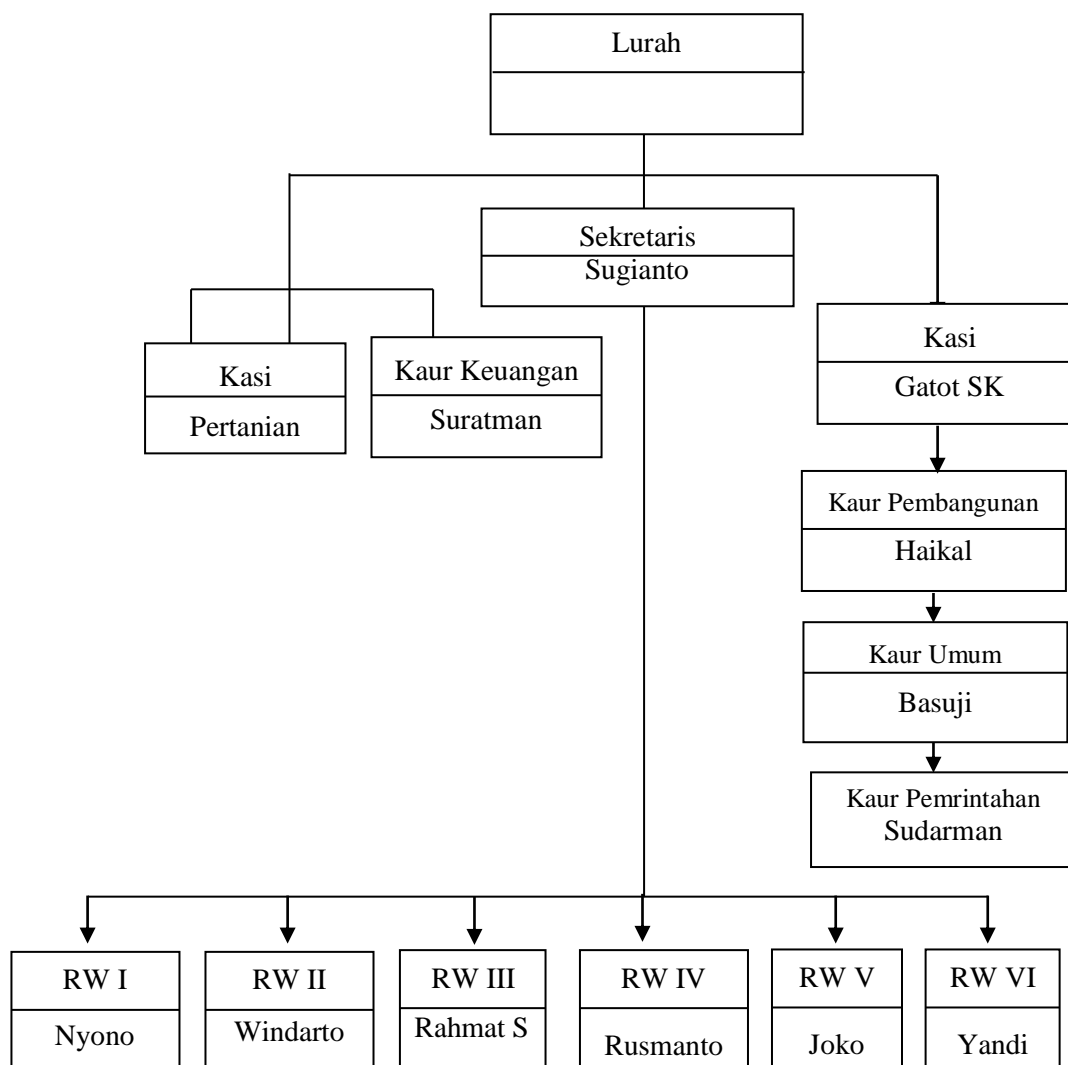 Lurah
Sekretaris
Sugianto
Kasi
Pertanian
Kaur Keuangan
Suratman
Kasi
Gatot SK
Kaur Pembangunan
Haikal
Kaur Umum
Basuji
Kaur Pemrintahan
Sudarman
RW I
Nyono
RW II
Windarto
RW III
Rahmat S
RW IV
Rusmanto
RW V
Joko
RW VI
Yandi